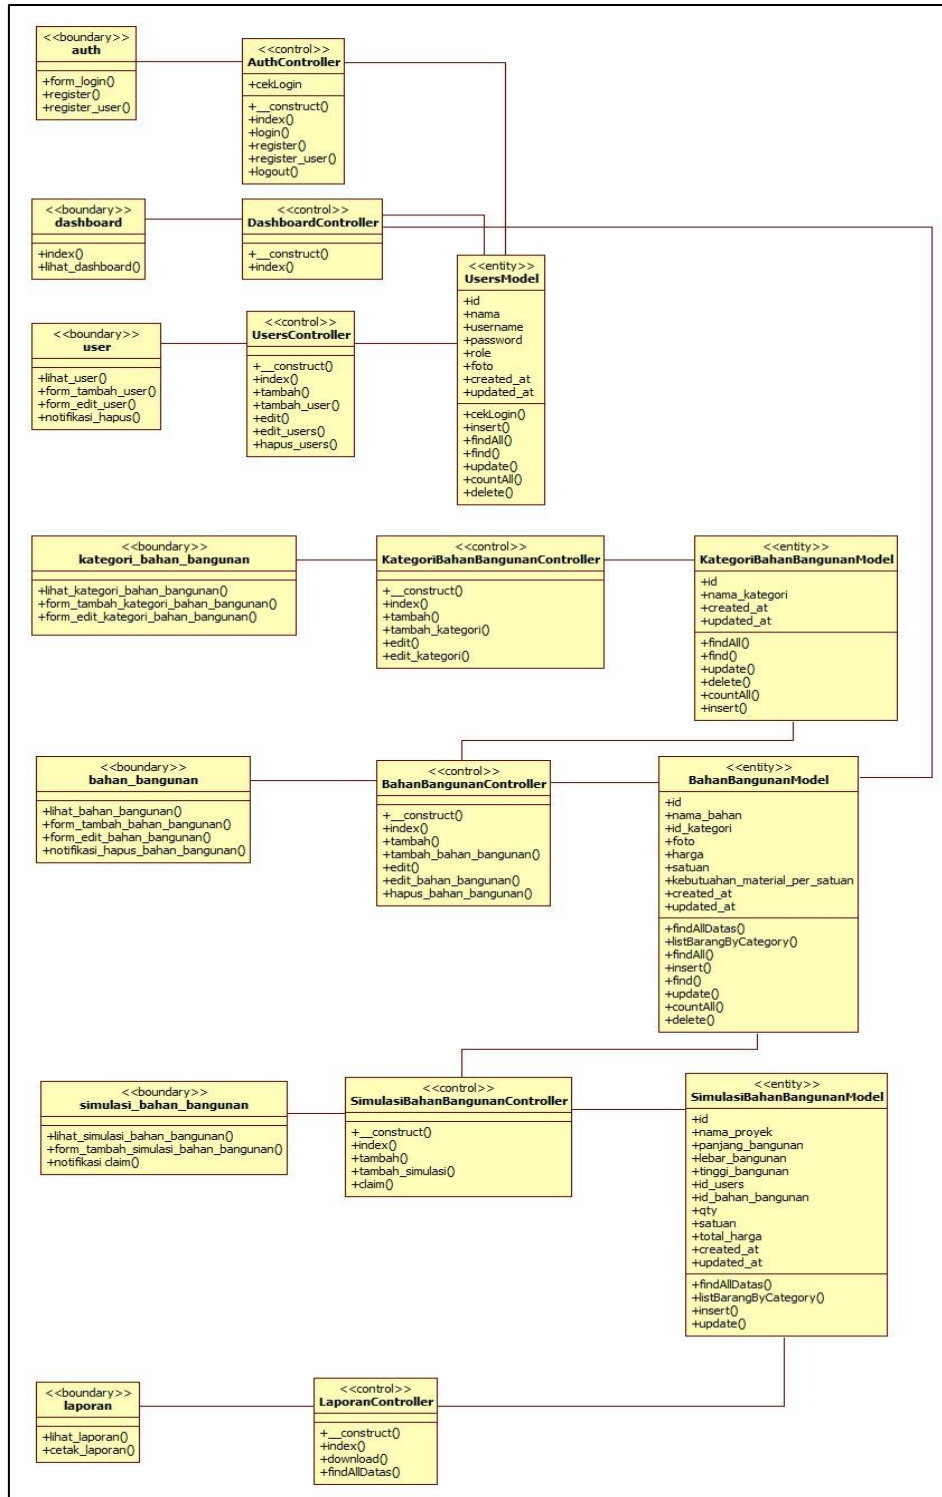 <<boundary>>
auth
+form_login()
+register()
+register_user()
<<control>>
AuthController
+cekLogin
+__construct()
+index()
+login()
+register()
+register_user()
+logout()
<<boundary>>
dashboard
+index()
+lihat_dashboard()
<<control>>
DashboardController
+__construct()
+index()
<<entity>>
UsersModel
+id
+nama
+username
+password
+role
+foto
+created_at
+updated_at
+cekLogin()
+insert()
+findAll()
+find()
+update()
+countAll()
+delete()
<<boundary>>
user
+lihat_user()
+form_tambah_user()
+form_edit_user()
+notifikasi_hapus()
<<control>>
UsersController
+__construct()
+index()
+tambah()
+tambah_user()
+edit()
+edit_users()
+hapus_users()
<<boundary>>
kategori_bahan_bangunan
+lihat_kategori_bahan_bangunan()
+form_tambah_kategori_bahan_bangunan()
+form_edit_kategori_bahan_bangunan()
<<control>>
KategoriBahanBangunanController
+__construct()
+index()
+tambah()
+tambah_kategori()
+edit()
+edit_kategori()
<<entity>>
KategoriBahanBangunanModel
+id
+nama_kategori
+created_at
+updated_at
+findAll()
+find()
+update()
+delete()
+countAll()
+insert()
<<boundary>>
bahan_bangunan
+lihat_bahan_bangunan()
+form_tambah_bahan_bangunan()
+form_edit_bahan_bangunan()
+notifikasi_hapus_bahan_bangunan()
<<control>>
BahanBangunanController
+__construct()
+index()
+tambah()
+tambah_bahan_bangunan()
+edit()
+edit_bahan_bangunan()
+hapus_bahan_bangunan()
<<entity>>
BahanBangunanModel
+id
+nama_bahan
+id_kategori
+foto
+harga
+satuan
+kebutuahan_material_per_satuan
+created_at
+updated_at
+findAllDatas()
+listBarangByCategory()
+findAll()
+insert()
+find()
+update()
+countAll()
+delete()
<<boundary>>
simulasi_bahan_bangunan
+lihat_simulasi_bahan_bangunan()
+form_tambah_simulasi_bahan_bangunan()
+notifikasi claim()
<<control>>
SimulasiBahanBangunanController
+__construct()
+index()
+tambah()
+tambah_simulasi()
+claim()
<<entity>>
SimulasiBahanBangunanModel
+id
+nama_proyek
+panjang_bangunan
+lebar_bangunan
+tinggi_bangunan
+id_users
+id_bahan_bangunan
+qty
+satuan
+total_harga
+created_at
+updated_at
+findAllDatas()
+listBarangByCategory()
+insert()
+update()
<<boundary>>
laporan
+lihat_laporan()
+cetak_laporan()
<<control>>
LaporanController
+__construct()
+index()
+download()
+findAllDatas()